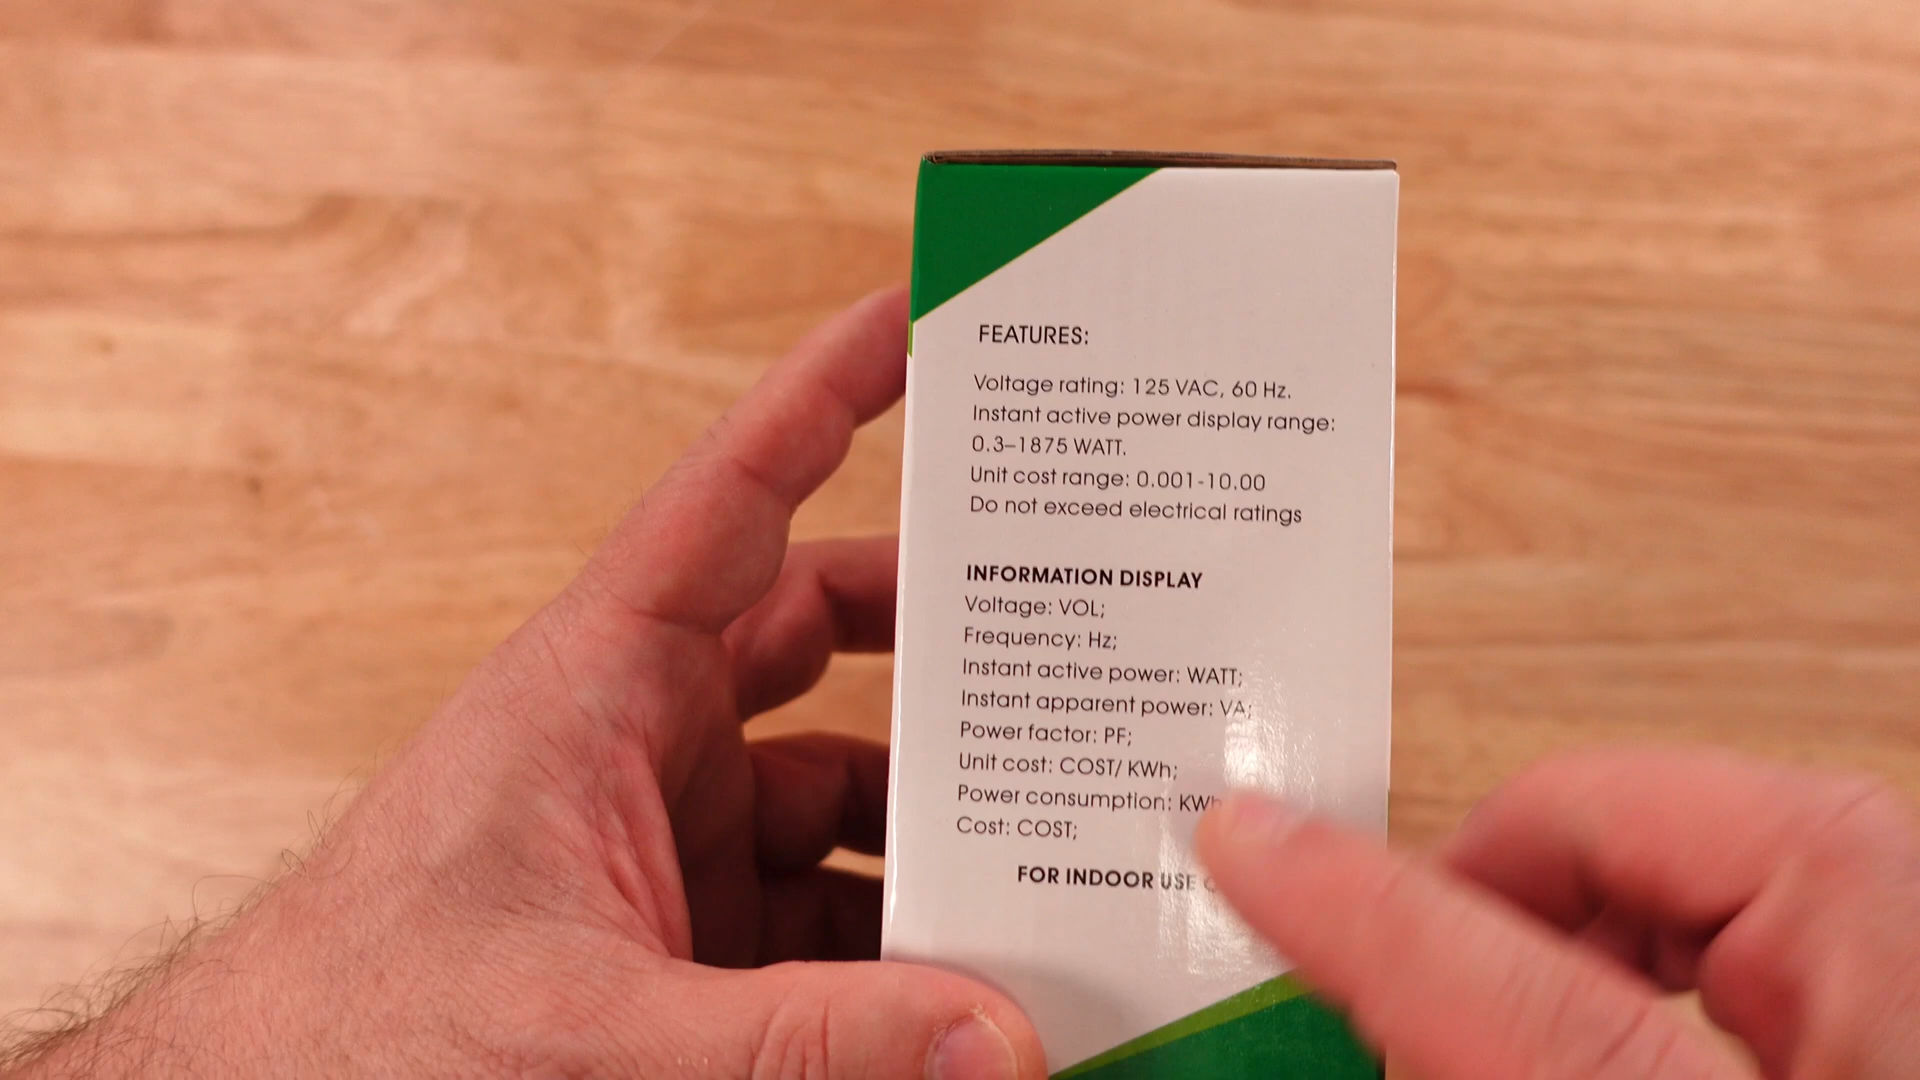 FEATURES:
Voltage rating: 125 VAC, 60 Hz.
Instant active power display range:
0.3–1875 WATT.
Unit cost range: 0.001-10.00
Do not exceed electrical ratings
INFORMATION DISPLAY
Voltage: VOL;
Frequency: Hz;
Instant active power: WATT;
Instant apparent power: VA;
Power factor: PF;
Unit cost: COST/ KWh;
Power consumption: KWh
Cost: COST;
FOR INDOOR USE